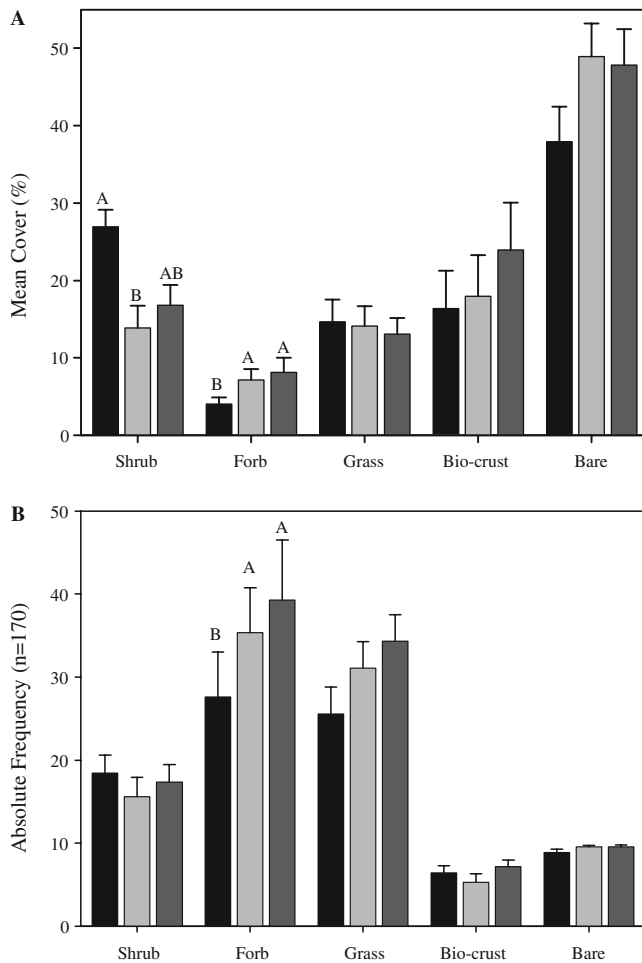 A
50
40
30
20
10
0
Mean Cover (%)
A
B
AB
B
A
A
Shrub Forb Grass Bio-crust Bare
B
50
40
30
20
10
0
Absolute Frequency (n=170)
B
A
A
Shrub Forb Grass Bio-crust Bare